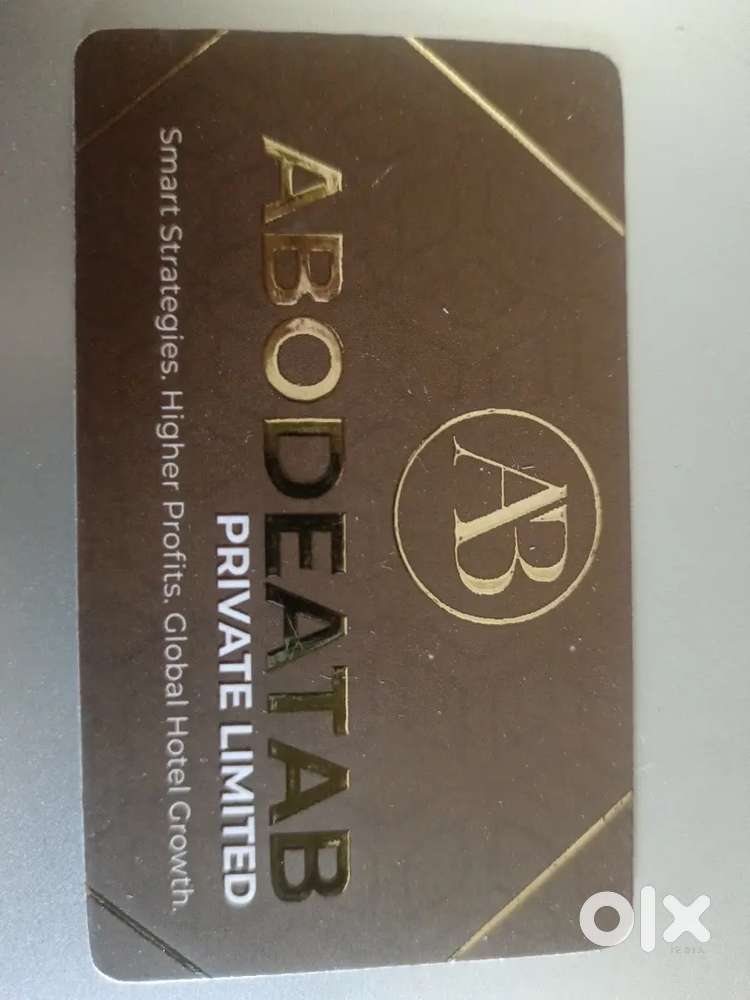 AB
ABODEATAB
PRIVATE LIMITED
Smart Strategies. Higher Profits. Global Hotel Growth.
olx